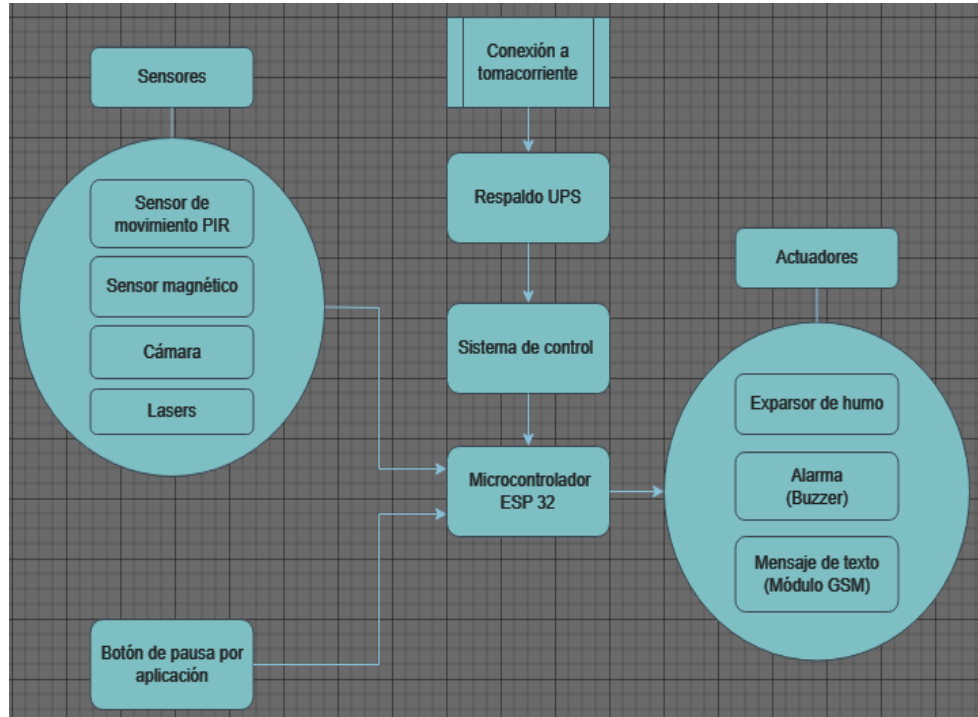 Sensores
Sensor de
movimiento PIR
Sensor magnético
Cámara
Lasers
Botón de pausa por
aplicación
Conexión a
tomacorriente
Respaldo UPS
Sistema de control
Microcontrolador
ESP 32
Actuadores
Exparsor de humo
Alarma
(Buzzer)
Mensaje de texto
(Módulo GSM)